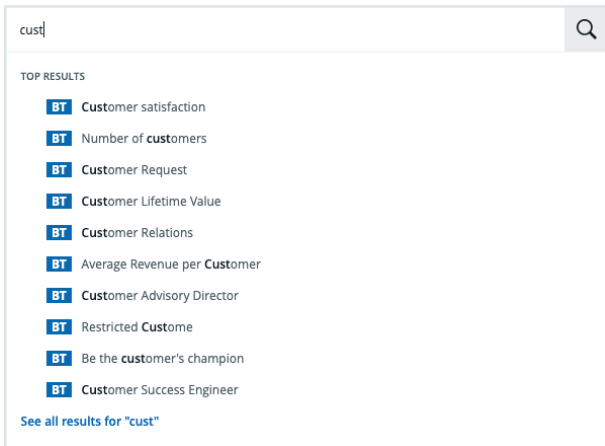 cust
TOP RESULTS
BT Customer satisfaction
BT Number of customers
BT Customer Request
BT Customer Lifetime Value
BT Customer Relations
BT Average Revenue per Customer
BT Customer Advisory Director
BT Restricted Custome
BT Be the customer's champion
BT Customer Success Engineer
See all results for "cust"